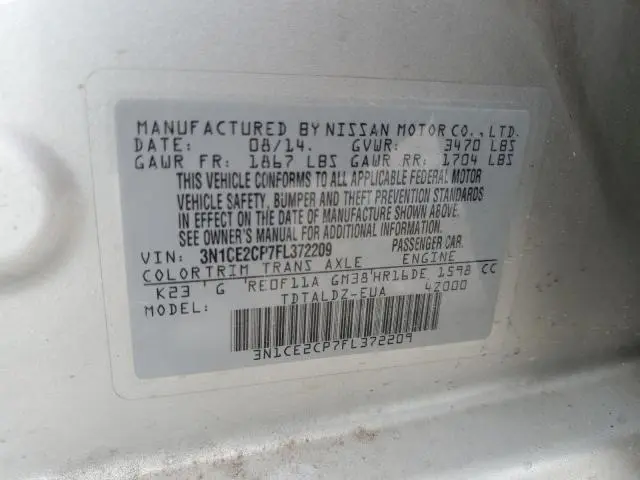 MANUFACTURED BY NISSAN MOTOR CO., LTD.
DATE: 08/14. GVWR: 3470 LBS
GAWR FR: 1867 LBS GAWR RR: 1704 LBS
THIS VEHICLE CONFORMS TO ALL APPLICABLE FEDERAL MOTOR
VEHICLE SAFETY, BUMPER AND THEFT PREVENTION STANDARDS
IN EFFECT ON THE DATE OF MANUFACTURE SHOWN ABOVE.
SEE OWNER'S MANUAL FOR ADDITIONAL INFORMATION.
VIN: 3N1CE2CP7FL372209 PASSENGER CAR.
COLOR TRIM TRANS AXLE ENGINE
K23 'G 'RE0F11A GM38'HR16DE 1598 CC
MODEL: TDTALDZ-EUA 42000
3N1CE2CP7FL372209